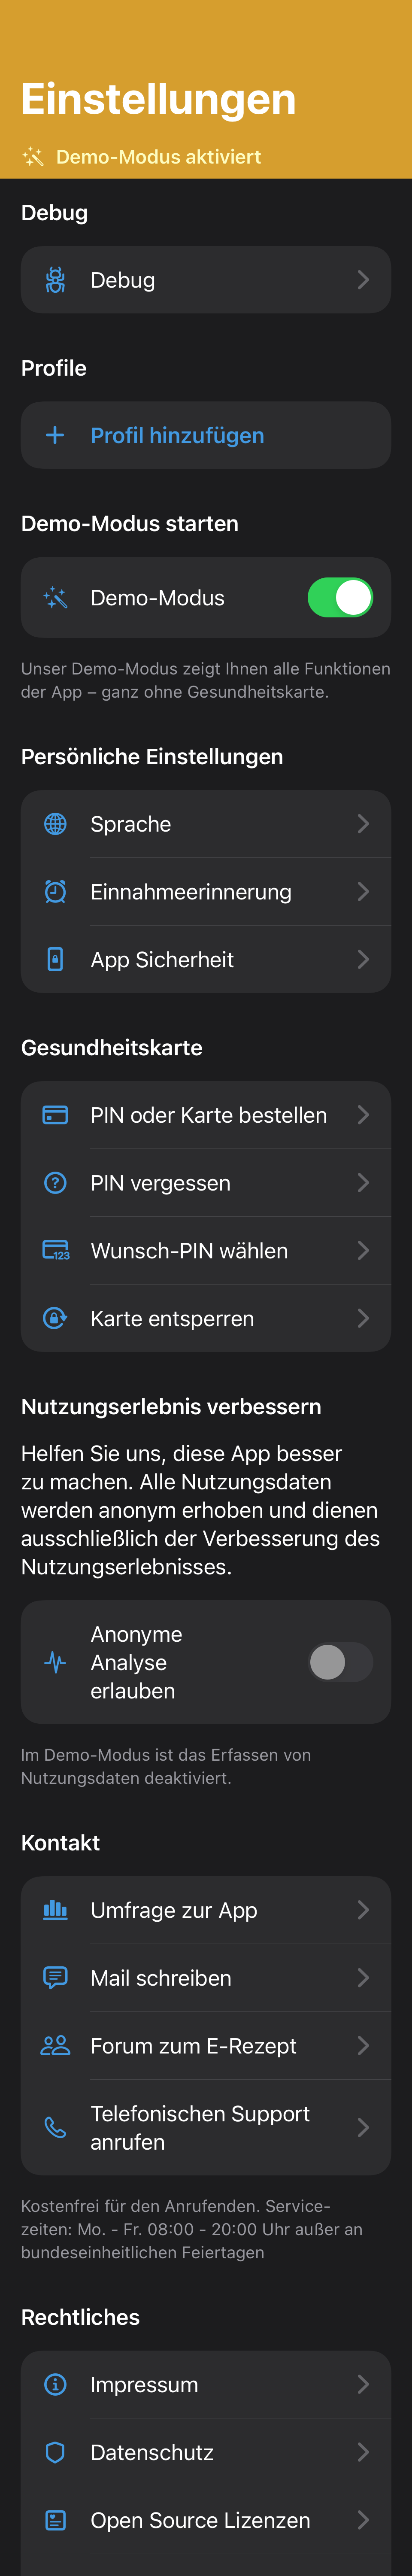 Einstellungen
Demo-Modus aktiviert
Debug
Debug
Profile
Profil hinzufügen
Demo-Modus starten
Demo-Modus
Unser Demo-Modus zeigt Ihnen alle Funktionen
der App – ganz ohne Gesundheitskarte.
Persönliche Einstellungen
Sprache
Einnahmeerinnerung
App Sicherheit
Gesundheitskarte
PIN oder Karte bestellen
PIN vergessen
123
Wunsch-PIN wählen
Karte entsperren
Nutzungserlebnis verbessern
Helfen Sie uns, diese App besser
zu machen. Alle Nutzungsdaten
werden anonym erhoben und dienen
ausschließlich der Verbesserung des
Nutzungserlebnisses.
Anonyme
Analyse
erlauben
Im Demo-Modus ist das Erfassen von
Nutzungsdaten deaktiviert.
Kontakt
Umfrage zur App
Mail schreiben
Forum zum E-Rezept
Telefonischen Support
anrufen
Kostenfrei für den Anrufenden. Service-
zeiten: Mo. - Fr. 08:00 - 20:00 Uhr außer an
bundeseinheitlichen Feiertagen
Rechtliches
Impressum
Datenschutz
Open Source Lizenzen